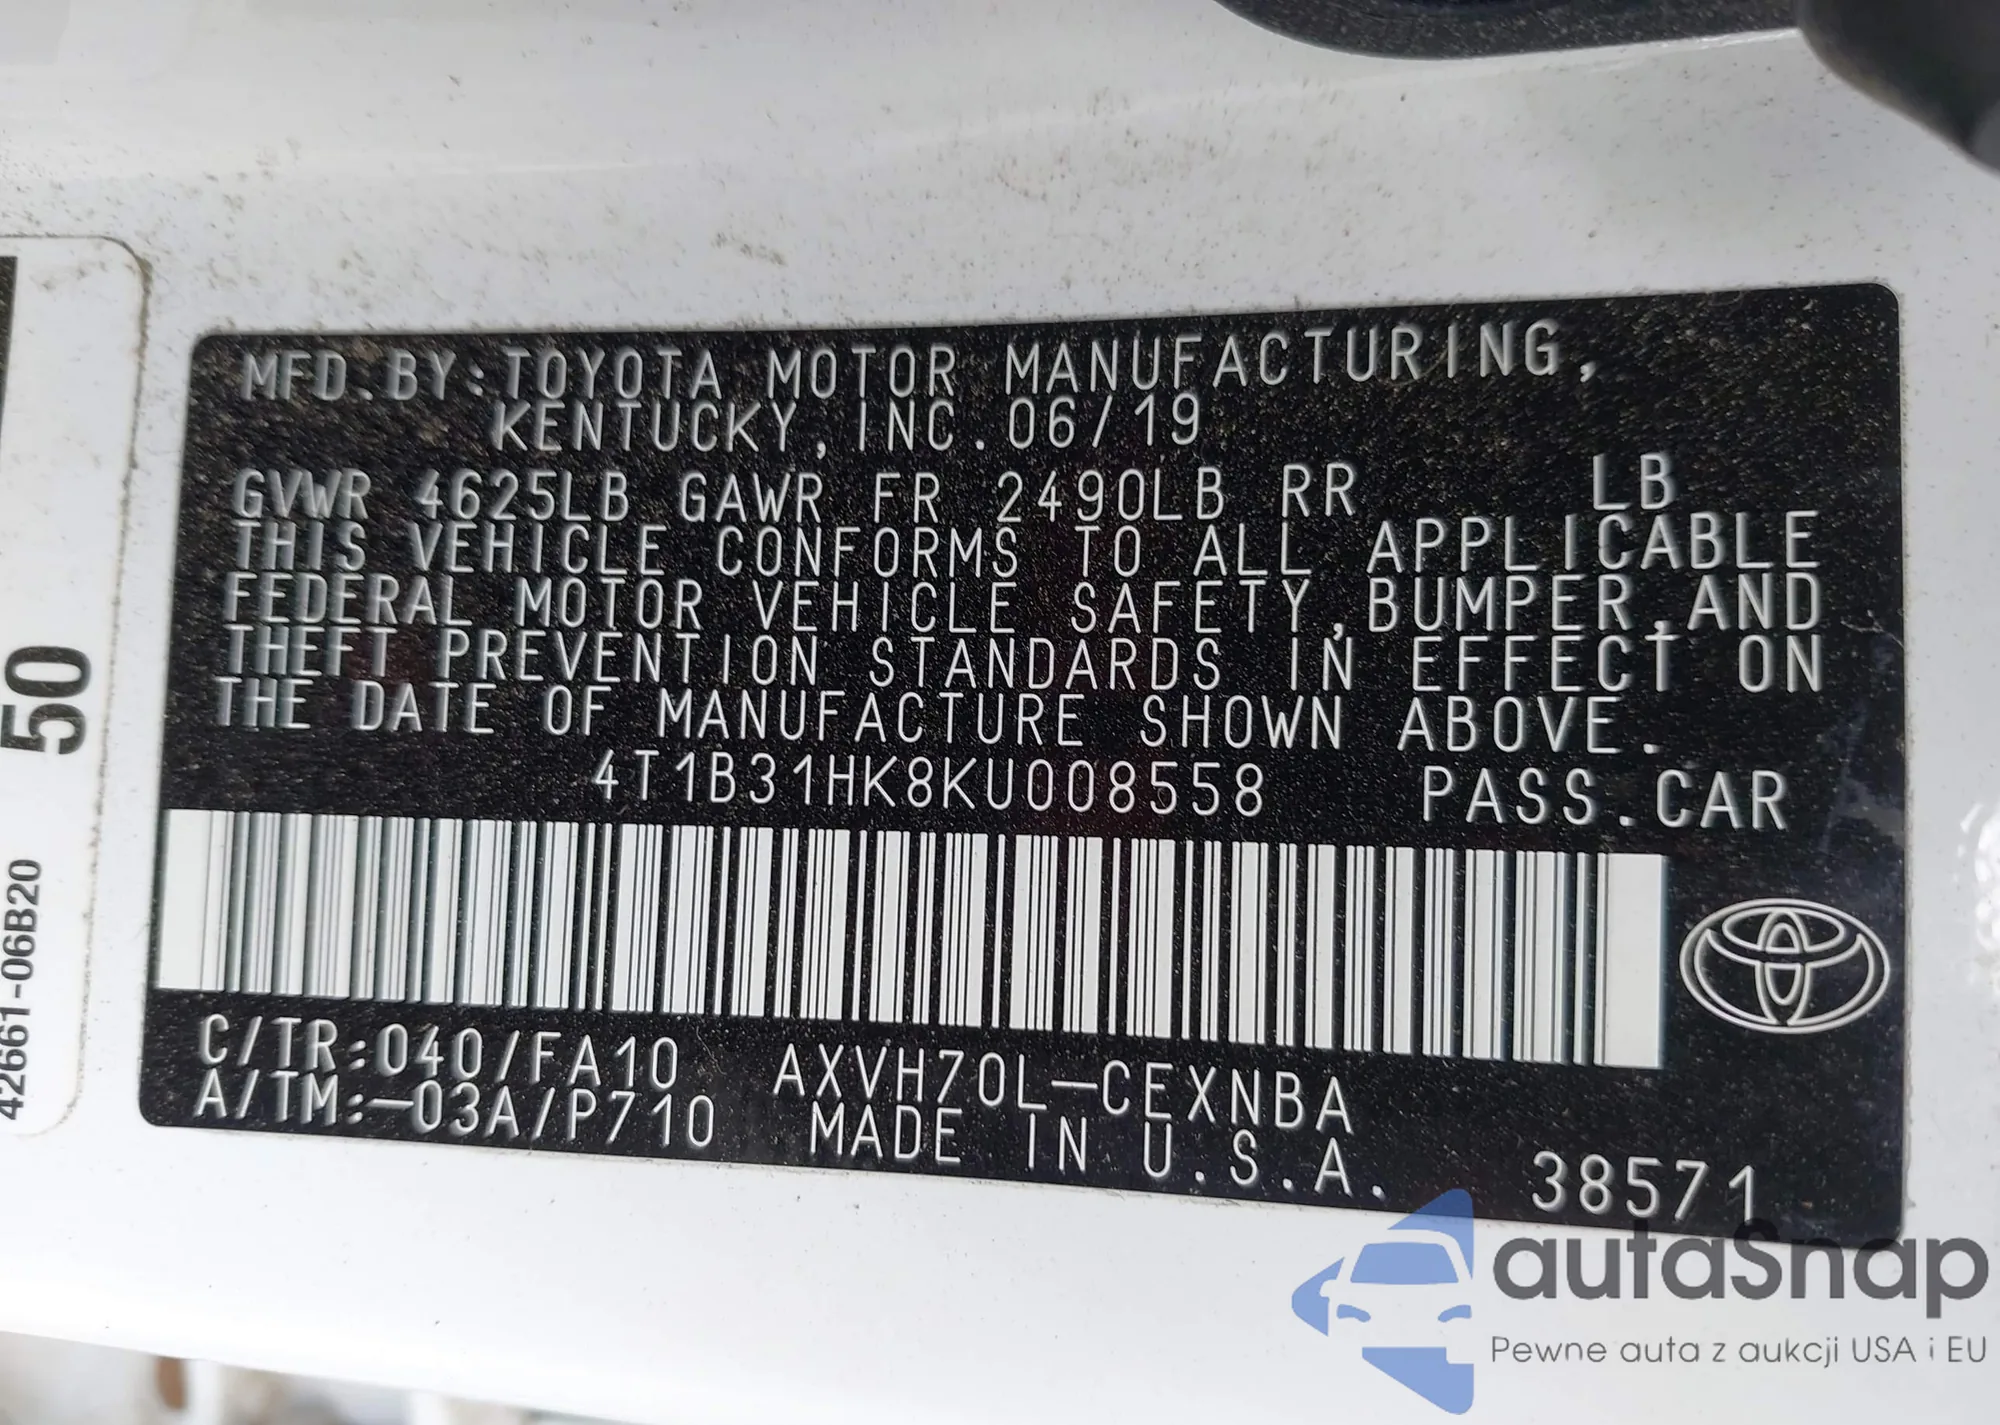 MFD.BY:TOYOTA MOTOR MANUFACTURING,
KENTUCKY, INC. 06/19
GVWR 4625LB GAWR FR 2490LB RR LB
THIS VEHICLE CONFORMS TO ALL APPLICABLE
FEDERAL MOTOR VEHICLE SAFETY,BUMPER,AND
THEFT PREVENTION STANDARDS IN EFFECT ON
THE DATE OF MANUFACTURE SHOWN ABOVE.
4T1B31HK8KU008558 PASS.CAR
C/TR:040/FA10 AXVH70L-CEXNBA
A/TM:-03A/P710 MADE IN U.S.A. 38571
50
42661-06B20
autaSnap
Pewne auta z aukcji USA i EU